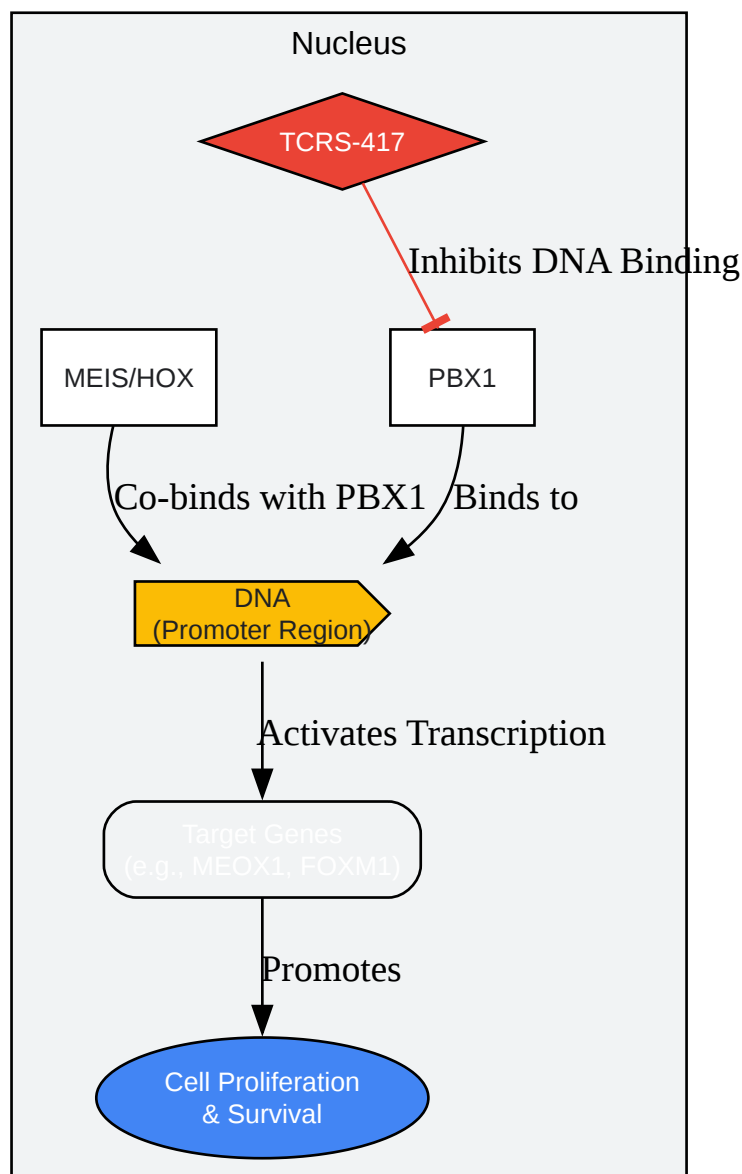 Nucleus
TCRS-417
Inhibits DNA Binding
MEIS/HOX
PBX1
Co-binds with PBX1
Binds to
DNA
(Promoter Region)
Activates Transcription
Target Genes
(e.g., MEOX1, FOXM1)
Promotes
Cell Proliferation
& Survival